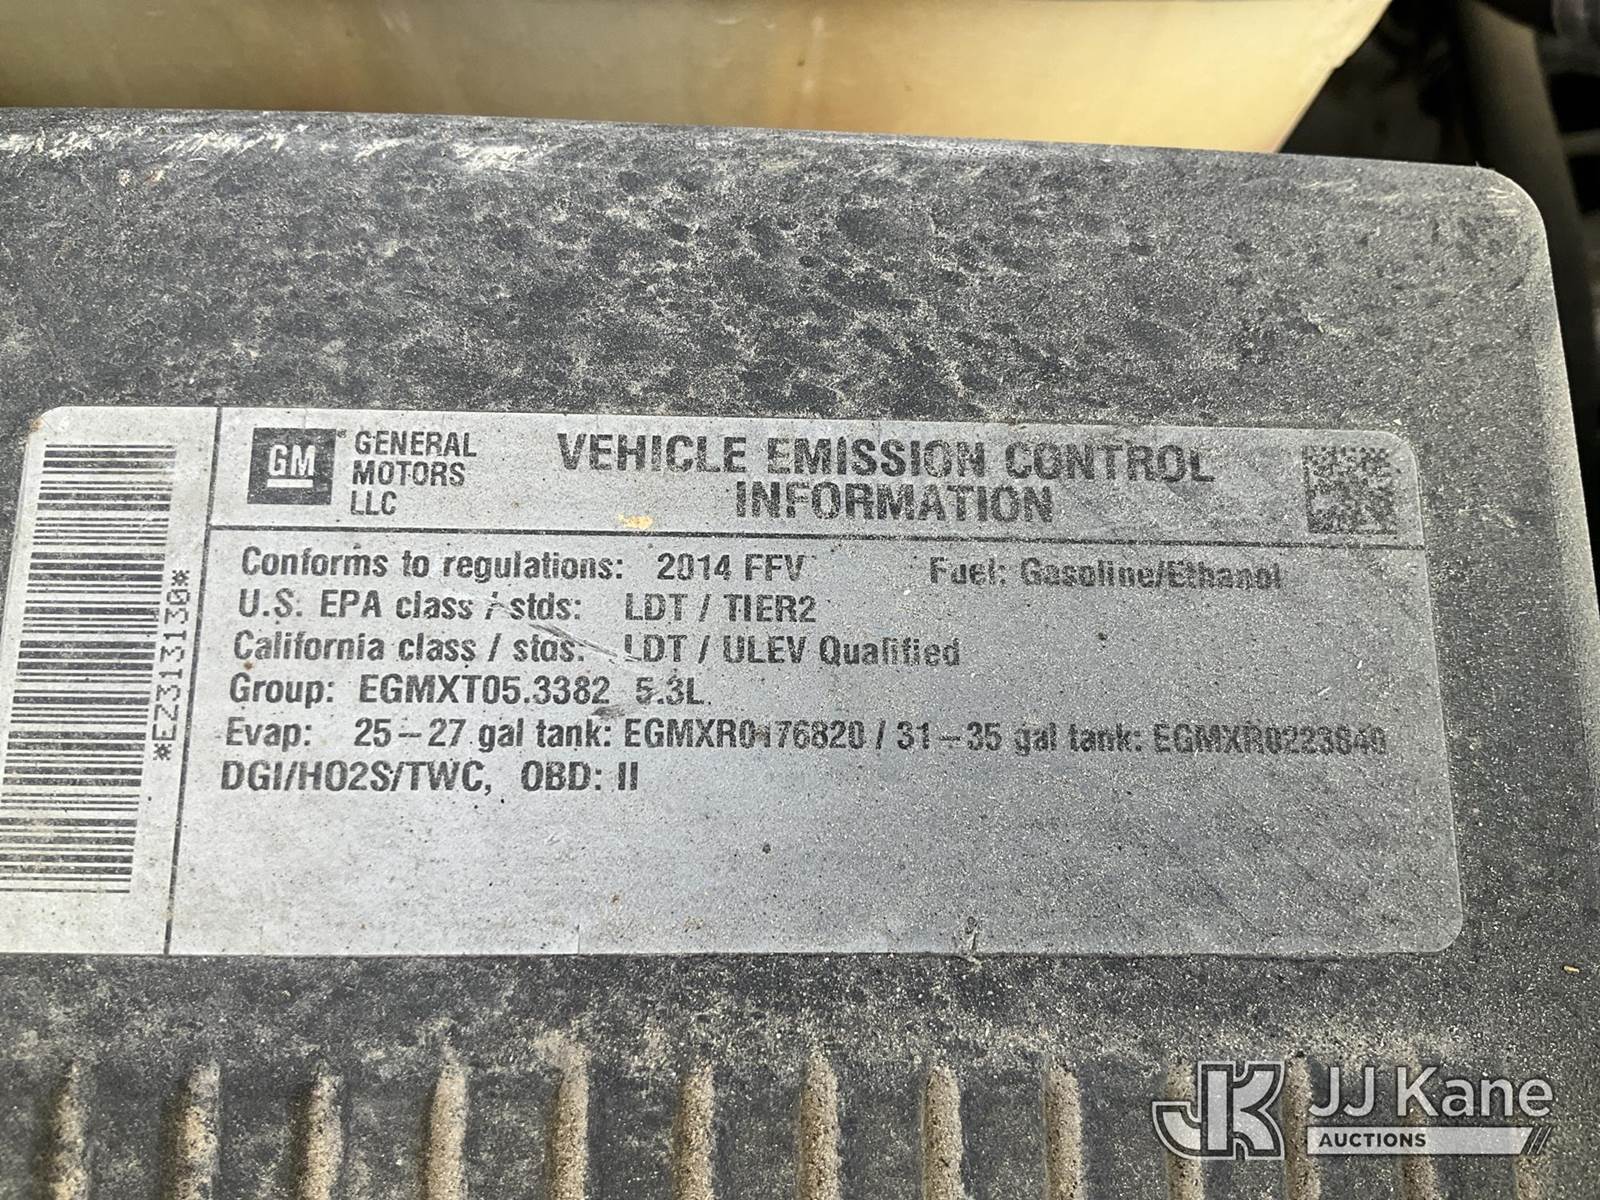 GM GENERAL MOTORS LLC
VEHICLE EMISSION CONTROL
INFORMATION
Conforms to regulations: 2014 FFV Fuel: Gasoline/Ethanol
U.S. EPA class / stds: LDT / TIER2
California class / stds: LDT / ULEV Qualified
Group: EGMXT05.3382 5.3L
Evap: 25-27 gal tank: EGMXR0176820 / 31-35 gal tank:
DGI/HO2S/TWC, OBD: II
*EZ313130*
JK JJ Kane
AUCTIONS